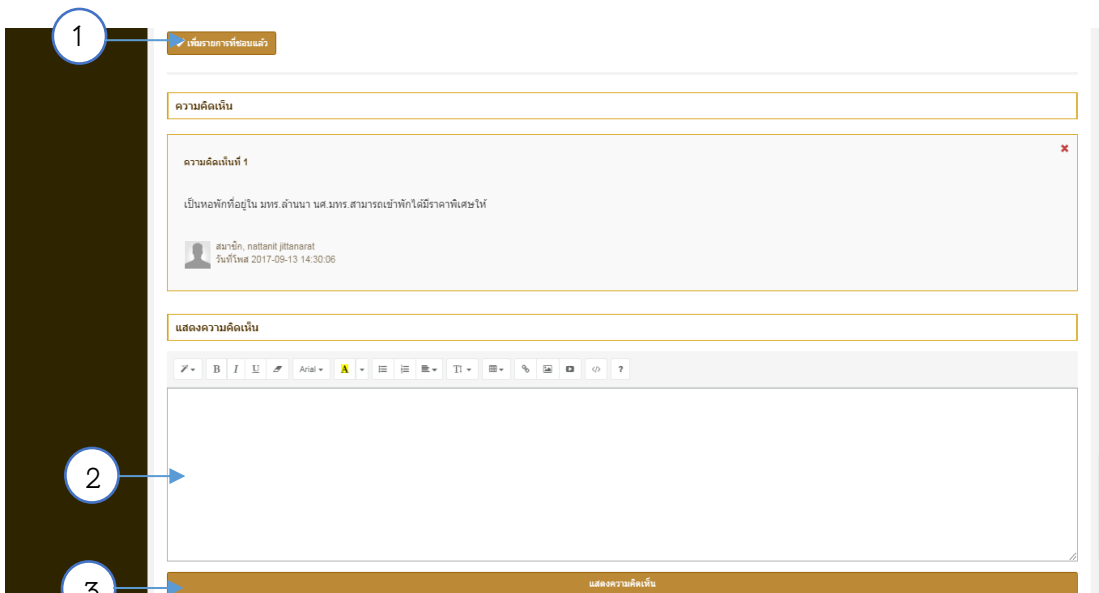 1
เพิ่มรายการที่ชอบแล้ว
ความคิดเห็น
ความคิดเห็นที่ 1
เป็นหอพักที่อยู่ใน มทร.ล้านนา นศ.มทร.สามารถเข้าพักได้มีราคาพิเศษให้
สมาชิก, nattanit jittanarat
วันที่โพส 2017-09-13 14:30:06
แสดงความคิดเห็น
B I U Arial A T! </> ?
2
3 แสดงความคิดเห็น